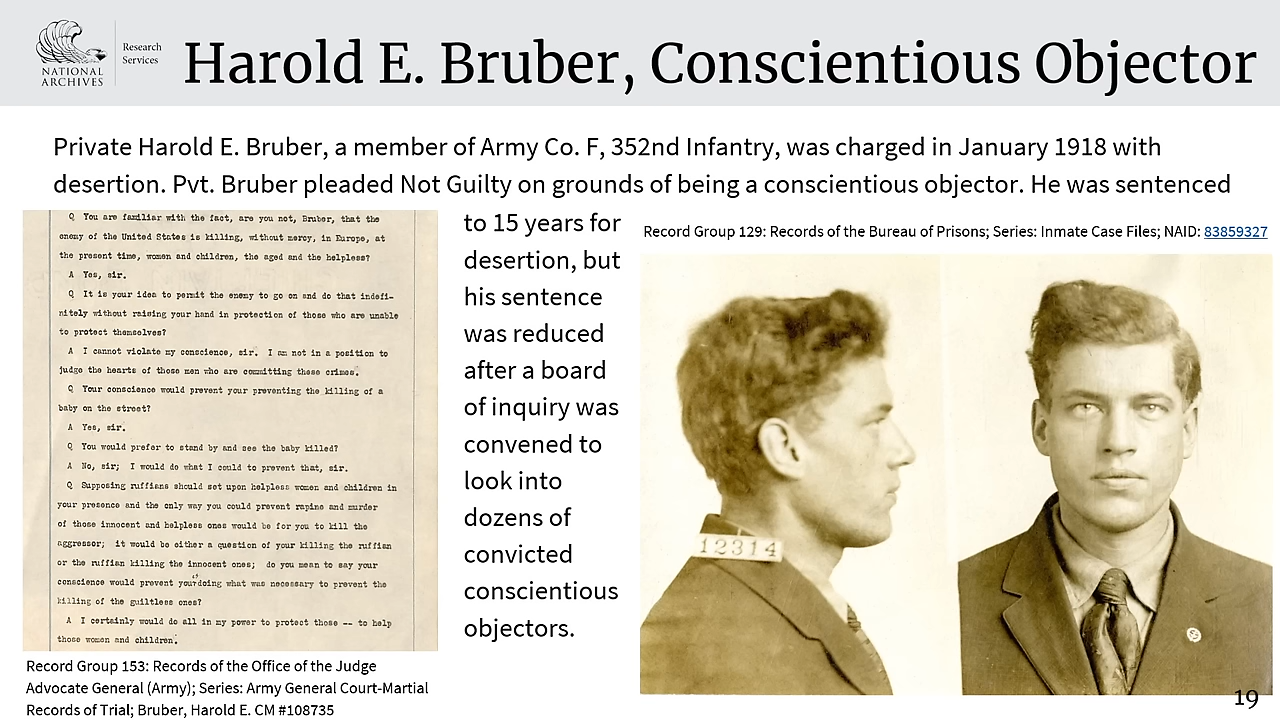 NATIONAL
ARCHIVES
Research
Services
Harold E. Bruber, Conscientious Objector
Private Harold E. Bruber, a member of Army Co. F, 352nd Infantry, was charged in January 1918 with
desertion. Pvt. Bruber pleaded Not Guilty on grounds of being a conscientious objector. He was sentenced
to 15 years for
desertion, but
his sentence
was reduced
after a board
of inquiry was
convened to
look into
dozens of
convicted
conscientious
objectors.
Q You are familiar with the fact, are you not, Bruber, that the
enemy of the United States is killing, without mercy, in Europe, at
the present time, women and children, the aged and the helpless?
A Yes, sir.
Q It is your idea to permit the enemy to go on and do that indefi-
nitely without raising your hand in protection of those who are unable
to protect themselves?
A I cannot violate my conscience, sir. I am not in a position to
judge the hearts of those men who are committing these crimes.
Q Your conscience would prevent your preventing the killing of a
baby on the street?
A Yes, sir.
Q You would prefer to stand by and see the baby killed?
A No, sir; I would do what I could to prevent that, sir.
Q Supposing ruffians should set upon helpless women and children in
your presence and the only way you could prevent rapine and murder
of those innocent and helpless ones would be for you to kill the
aggressor; it would be either a question of your killing the ruffian
or the ruffian killing the innocent ones; do you mean to say your
conscience would prevent your doing what was necessary to prevent the
killing of the guiltless ones?
A I certainly would do all in my power to protect those -- to help
those women and children.
Record Group 153: Records of the Office of the Judge
Advocate General (Army); Series: Army General Court-Martial
Records of Trial; Bruber, Harold E. CM #108735
Record Group 129: Records of the Bureau of Prisons; Series: Inmate Case Files; NAID: 83859327
12314
19